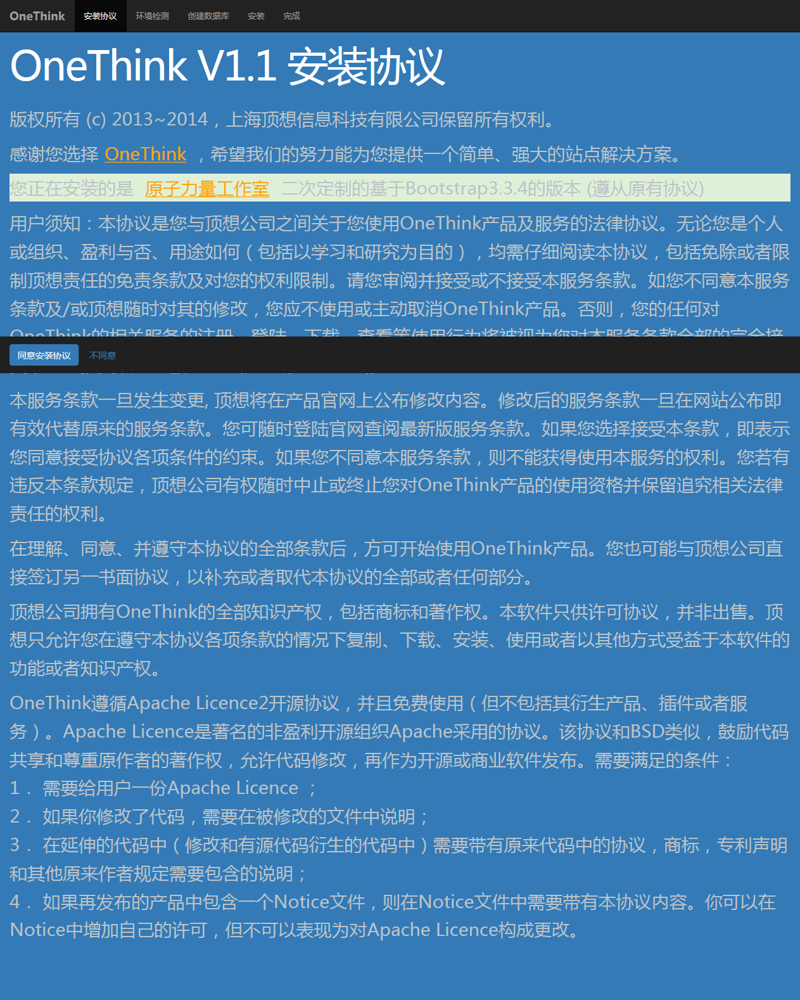 OneThink 安装协议 环境检测 创建数据库 安装 完成
OneThink V1.1 安装协议
版权所有 (c) 2013~2014，上海顶想信息科技有限公司保留所有权利。
感谢您选择 OneThink ，希望我们的努力能为您提供一个简单、强大的站点解决方案。
您正在安装的是 原子力量工作室 二次定制的基于Bootstrap3.3.4的版本 (遵从原有协议)
用户须知：本协议是您与顶想公司之间关于您使用OneThink产品及服务的法律协议。无论您是个人
或组织、盈利与否、用途如何（包括以学习和研究为目的），均需仔细阅读本协议，包括免除或者限
制顶想责任的免责条款及对您的权利限制。请您审阅并接受或不接受本服务条款。如您不同意本服务
条款及/或顶想随时对其的修改，您应不使用或主动取消OneThink产品。否则，您的任何对
OneThink的相关服务的注册、登陆、下载、查看等使用行为将被视为您对本服务条款全部的完全接
同意安装协议 不同意
本服务条款一旦发生变更, 顶想将在产品官网上公布修改内容。修改后的服务条款一旦在网站公布即
有效代替原来的服务条款。您可随时登陆官网查阅最新版服务条款。如果您选择接受本条款，即表示
您同意接受协议各项条件的约束。如果您不同意本服务条款，则不能获得使用本服务的权利。您若有
违反本条款规定，顶想公司有权随时中止或终止您对OneThink产品的使用资格并保留追究相关法律
责任的权利。
在理解、同意、并遵守本协议的全部条款后，方可开始使用OneThink产品。您也可能与顶想公司直
接签订另一书面协议，以补充或者取代本协议的全部或者任何部分。
顶想公司拥有OneThink的全部知识产权，包括商标和著作权。本软件只供许可协议，并非出售。顶
想只允许您在遵守本协议各项条款的情况下复制、下载、安装、使用或者以其他方式受益于本软件的
功能或者知识产权。
OneThink遵循Apache Licence2开源协议，并且免费使用（但不包括其衍生产品、插件或者服
务）。Apache Licence是著名的非盈利开源组织Apache采用的协议。该协议和BSD类似，鼓励代码
共享和尊重原作者的著作权，允许代码修改，再作为开源或商业软件发布。需要满足的条件：
1． 需要给用户一份Apache Licence ；
2． 如果你修改了代码，需要在被修改的文件中说明；
3． 在延伸的代码中（修改和有源代码衍生的代码中）需要带有原来代码中的协议，商标，专利声明
和其他原来作者规定需要包含的说明；
4． 如果再发布的产品中包含一个Notice文件，则在Notice文件中需要带有本协议内容。你可以在
Notice中增加自己的许可，但不可以表现为对Apache Licence构成更改。